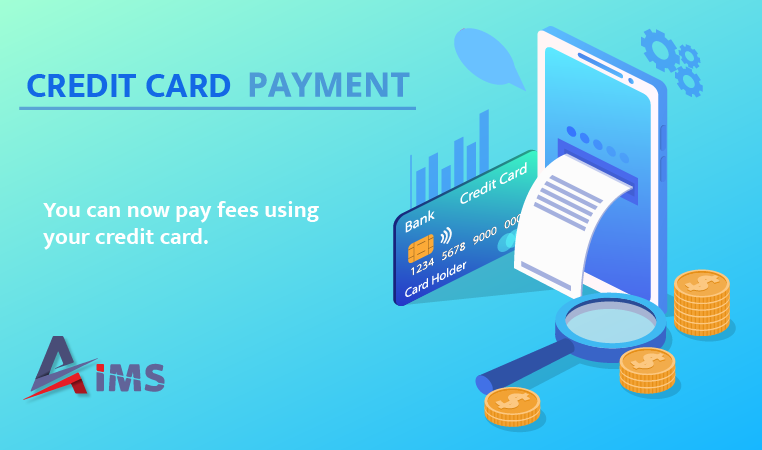 CREDIT CARD PAYMENT
You can now pay fees using
your credit card.
Bank
Credit Card
1234 5678 9000 000
Card Holder
AIMS